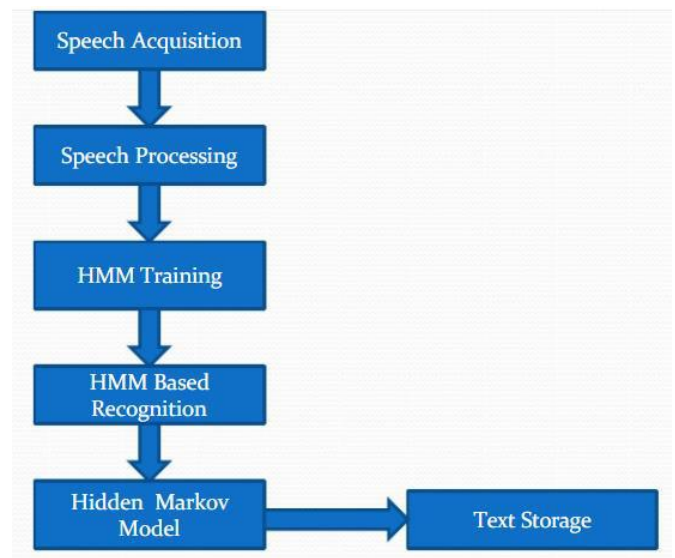 Speech Acquisition
Speech Processing
HMM Training
HMM Based
Recognition
Hidden Markov
Model
Text Storage